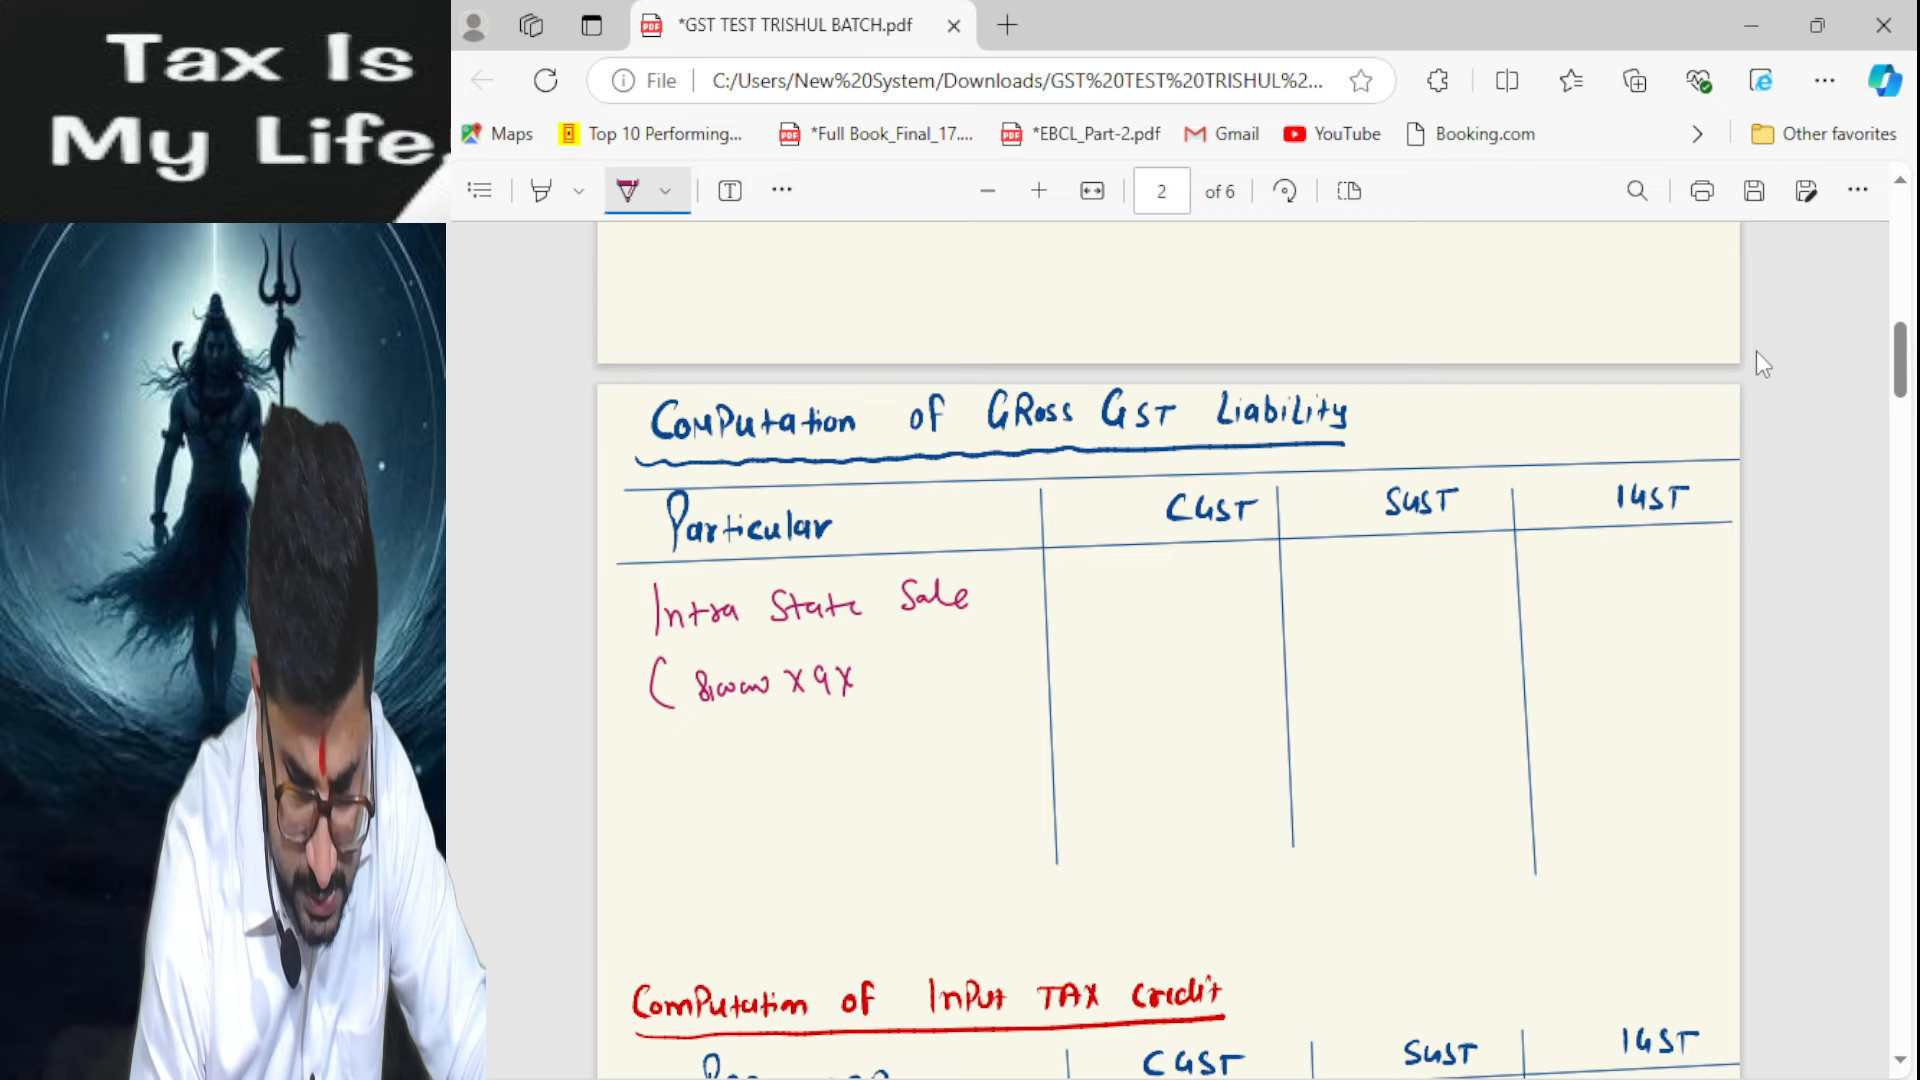 Tax Is
My Life.
*GST TEST TRISHUL BATCH.pdf
File
C:/Users/New%20System/Downloads/GST%20TEST%20TRISHUL%2...
Maps
Top 10 Performing...
*Full Book_Final_17....
*EBCL_Part-2.pdf
Gmail
YouTube
Booking.com
Other favorites
2 of 6
Computation of GRoss GST Liability
Particular CGST SGST IGST
Intra State Sale
( 8,00,000 X 9%
Computation of Input TAX credit
CGST SGST IGST